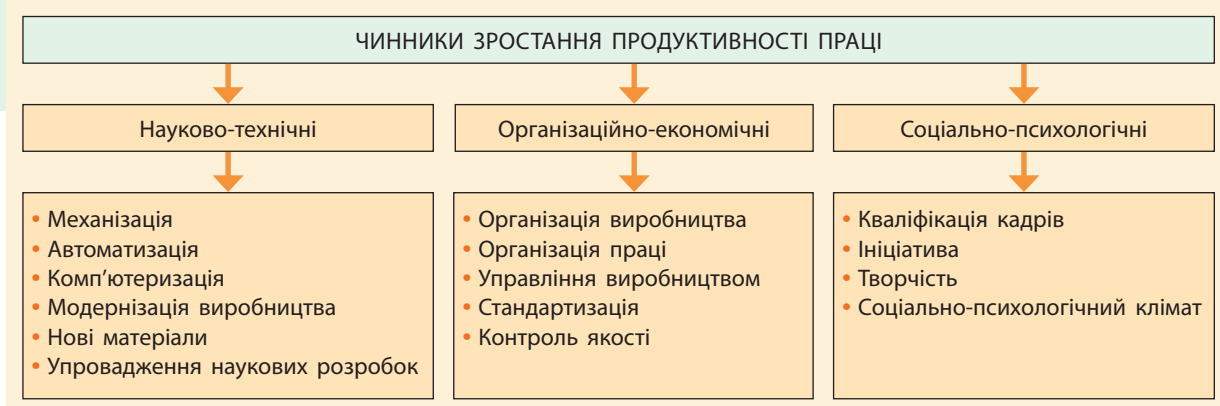 ЧИННИКИ ЗРОСТАННЯ ПРОДУКТИВНОСТІ ПРАЦІ
Науково-технічні
• Механізація
• Автоматизація
• Комп’ютеризація
• Модернізація виробництва
• Нові матеріали
• Упровадження наукових розробок
Організаційно-економічні
• Організація виробництва
• Організація праці
• Управління виробництвом
• Стандартизація
• Контроль якості
Соціально-психологічні
• Кваліфікація кадрів
• Ініціатива
• Творчість
• Соціально-психологічний клімат